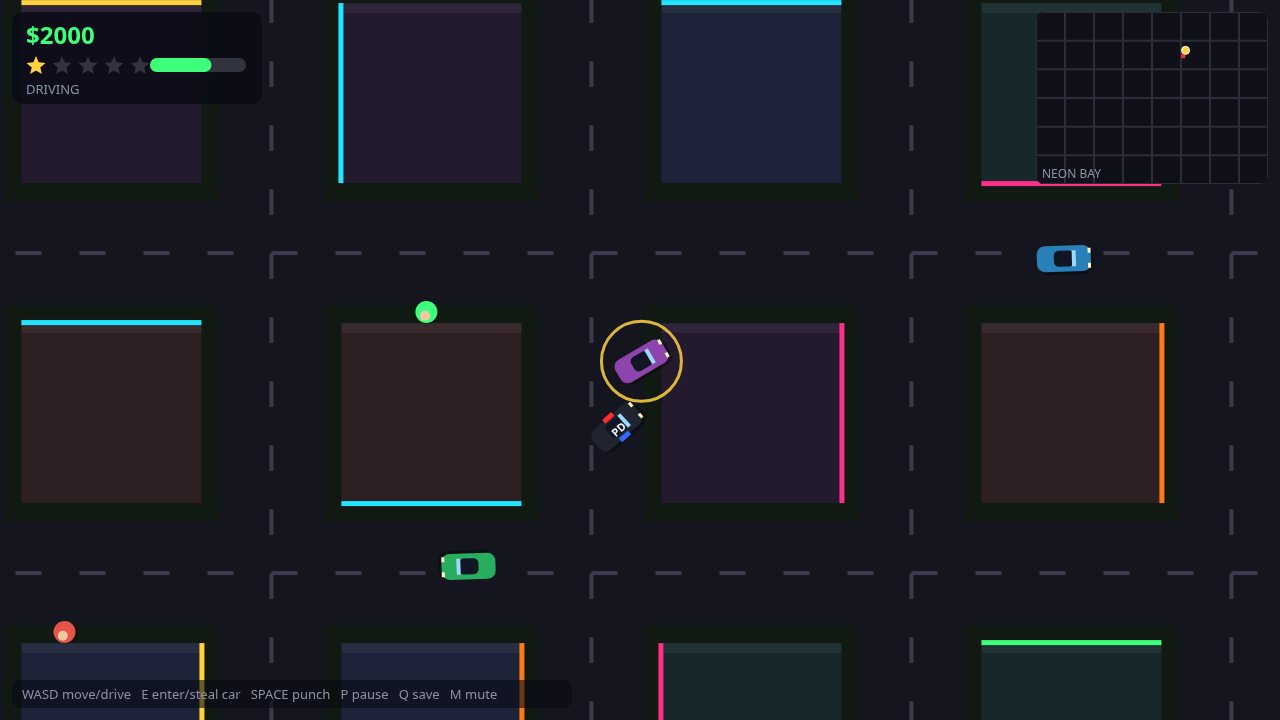 $2000
DRIVING
NEON BAY
PD
WASD move/drive E enter/steal car SPACE punch P pause Q save M mute